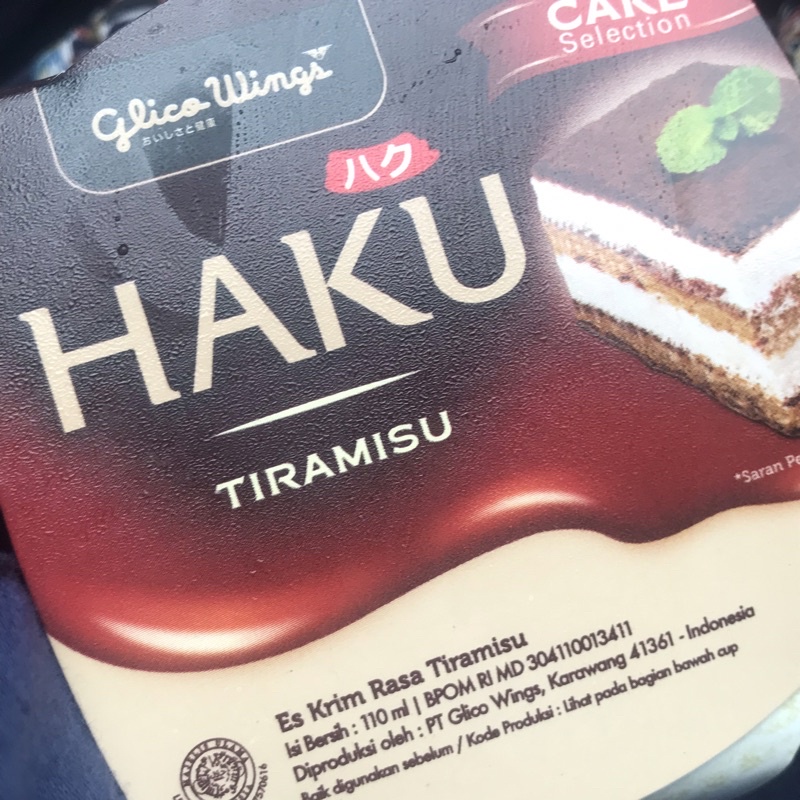 CAKE
Selection
Glico Wings
おいしさと健康
ハク
HAKU
TIRAMISU
*Saran
Es Krim Rasa Tiramisu
Isi Bersih : 110 ml | BPOM RI MD 304110013411
Diproduksi oleh : PT Glico Wings, Karawang 41361 - Indonesia
Baik digunakan sebelum / Kode Produksi : Lihat pada bagian bawah cup
MAJELIS ULAMA